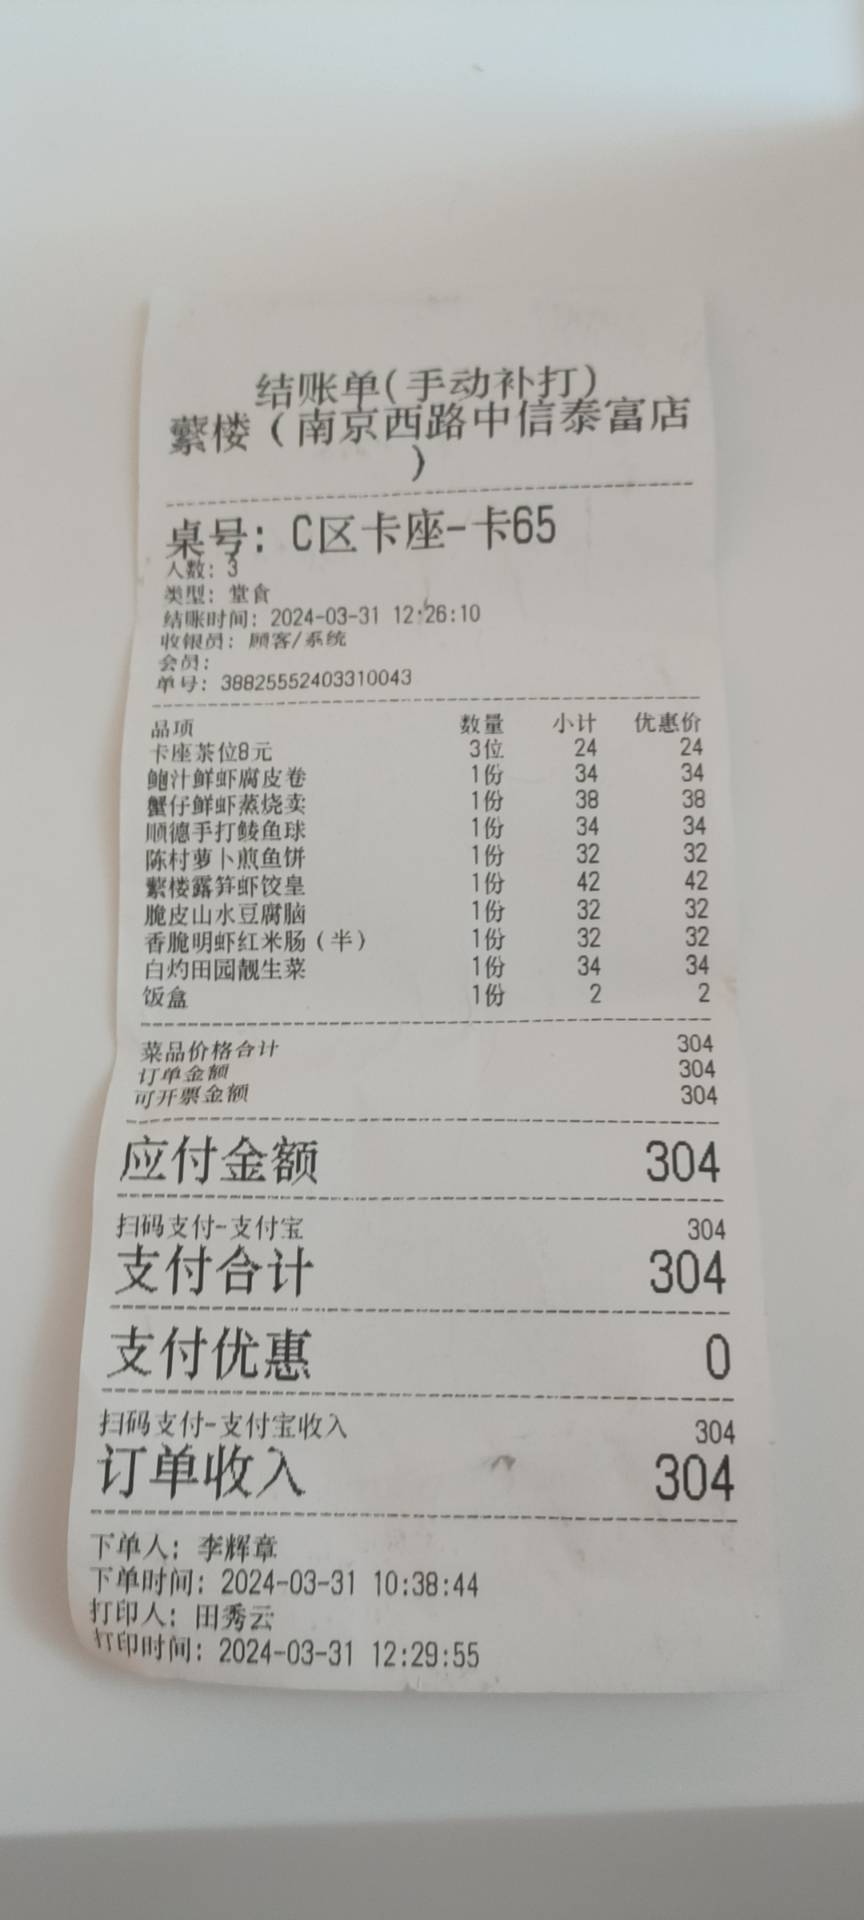 结账单(手动补打)
蘩楼（南京西路中信泰富店
）
桌号: C区卡座-卡65
人数: 3
类型: 堂食
结账时间: 2024-03-31 12:26:10
收银员: 顾客/系统
会员:
单号: 388255552403310043
品项 数量 小计 优惠价
卡座茶位8元 3位 24 24
鲍汁鲜虾腐皮卷 1份 34 34
蟹仔鲜虾蒸烧卖 1份 38 38
顺德手打鲮鱼球 1份 34 34
陈村萝卜煎鱼饼 1份 32 32
蘩楼露笋虾饺皇 1份 42 42
脆皮山水豆腐脑 1份 32 32
香脆明虾红米肠（半） 1份 32 32
白灼田园靓生菜 1份 34 34
饭盒 1份 2 2
菜品价格合计 304
订单金额 304
可开票金额 304
应付金额 304
扫码支付-支付宝 304
支付合计 304
支付优惠 0
扫码支付-支付宝收入 304
订单收入 304
下单人: 李辉章
下单时间: 2024-03-31 10:38:44
打印人: 田秀云
打印时间: 2024-03-31 12:29:55